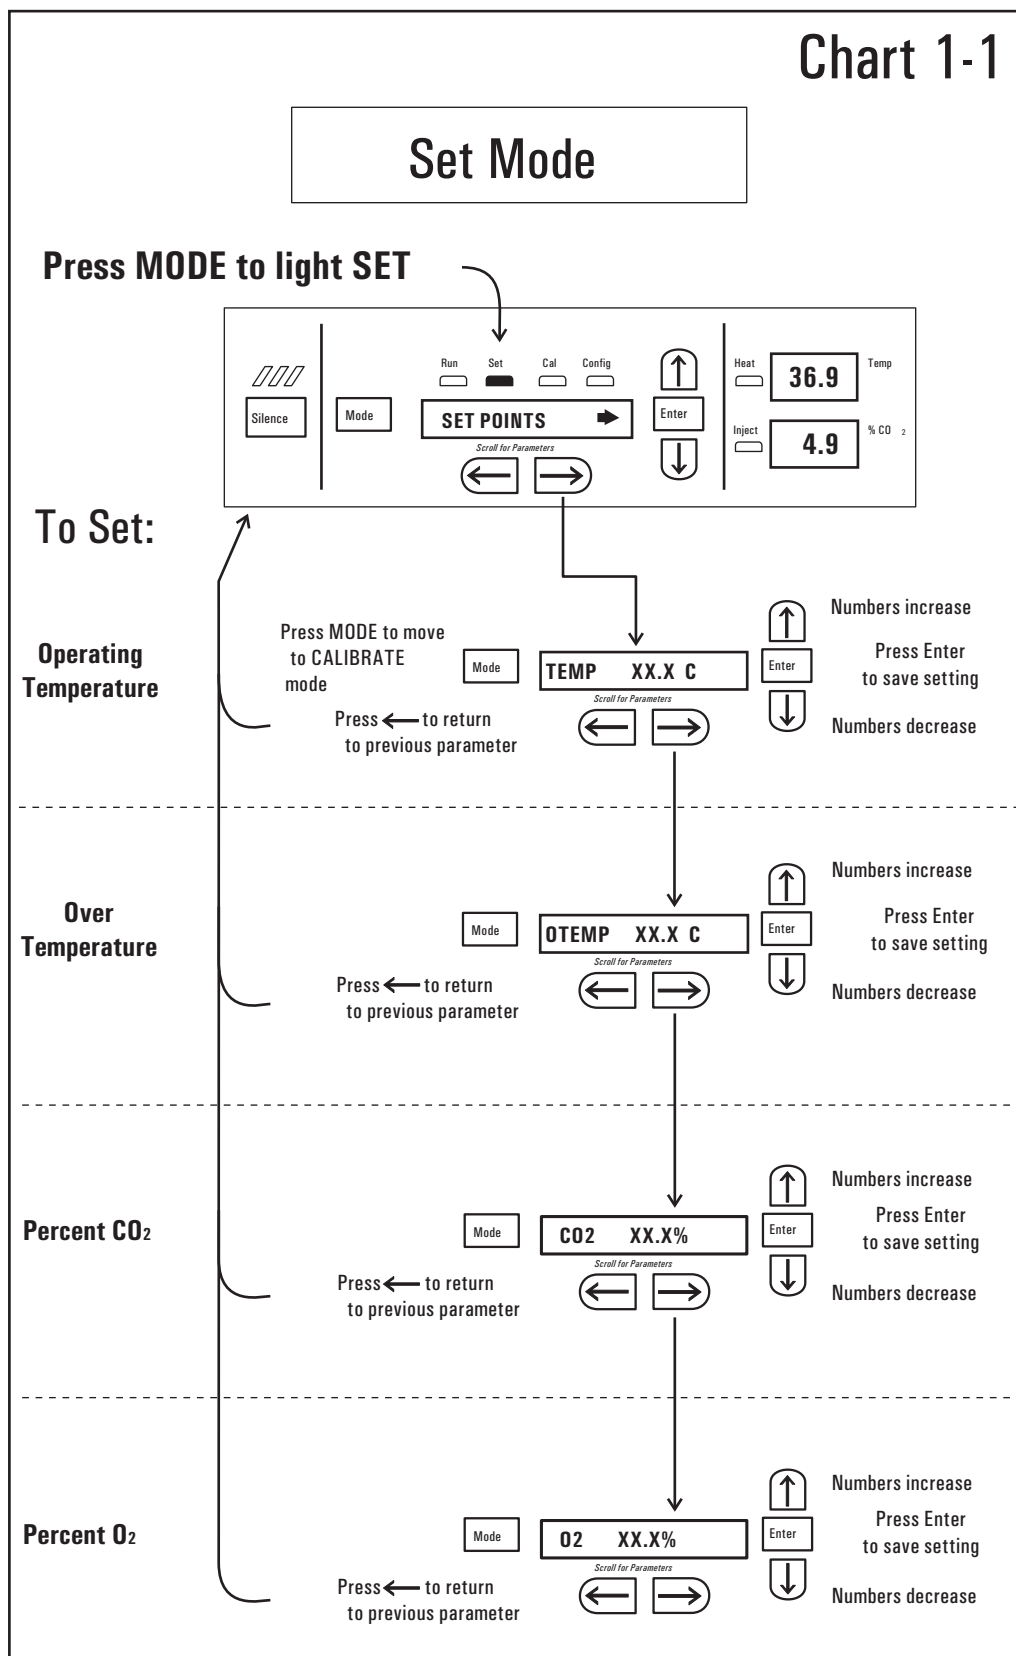 Chart 1-1
Set Mode
Press MODE to light SET
Run Set Cal Config
Silence
Mode
SET POINTS
Scroll for Parameters
Enter
Heat
36.9
Temp
Inject
4.9
% CO 2
To Set:
Operating
Temperature
Press MODE to move
to CALIBRATE
mode
Press to return
to previous parameter
Mode
TEMP XX.X C
Scroll for Parameters
Enter
Numbers increase
Press Enter
to save setting
Numbers decrease
Over
Temperature
Press to return
to previous parameter
Mode
OTEMP XX.X C
Scroll for Parameters
Enter
Numbers increase
Press Enter
to save setting
Numbers decrease
Percent CO2
Press to return
to previous parameter
Mode
CO2 XX.X%
Scroll for Parameters
Enter
Numbers increase
Press Enter
to save setting
Numbers decrease
Percent O2
Press to return
to previous parameter
Mode
O2 XX.X%
Scroll for Parameters
Enter
Numbers increase
Press Enter
to save setting
Numbers decrease